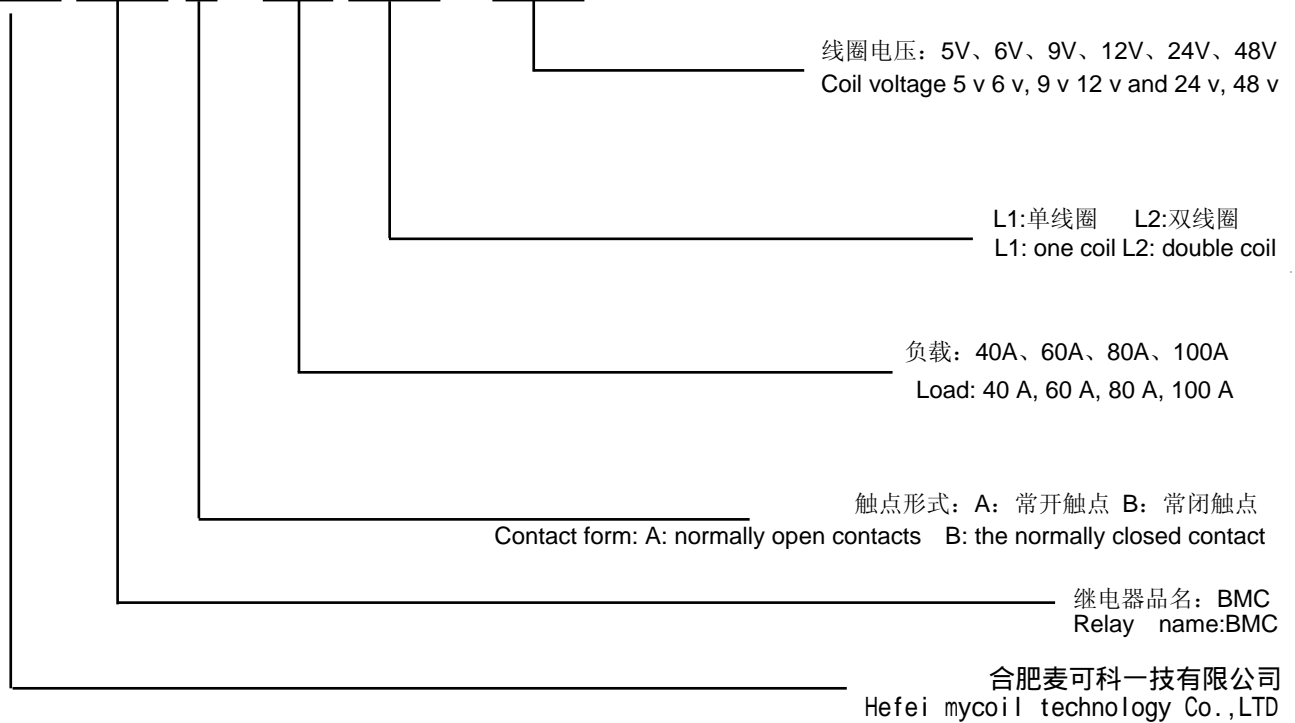 线圈电压：5V、6V、9V、12V、24V、48V
Coil voltage 5 v 6 v, 9 v 12 v and 24 v, 48 v
L1:单线圈 L2:双线圈
L1: one coil L2: double coil
负载：40A、60A、80A、100A
Load: 40 A, 60 A, 80 A, 100 A
触点形式：A：常开触点 B：常闭触点
Contact form: A: normally open contacts B: the normally closed contact
继电器品名：BMC
Relay name:BMC
合肥麦可科一技有限公司
Hefei mycoil technology Co.,LTD